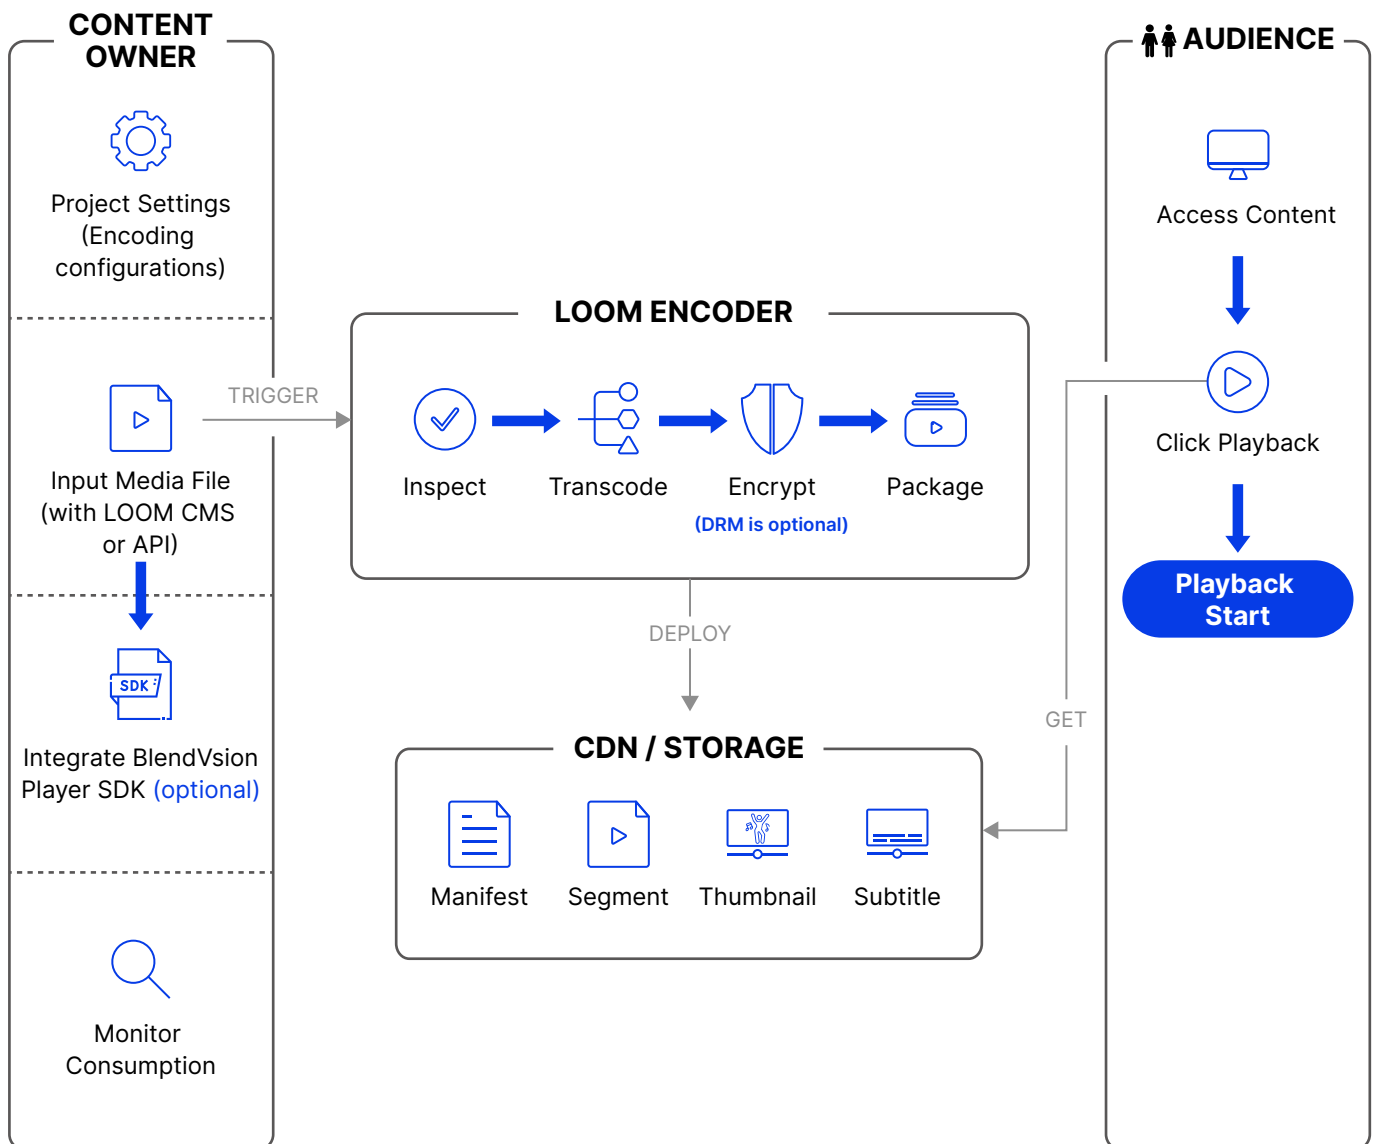 CONTENT
OWNER
Project Settings
(Encoding
configurations)
Input Media File
(with LOOM CMS
or API)
SDK
Integrate BlendVsion
Player SDK (optional)
Monitor
Consumption
TRIGGER
LOOM ENCODER
Inspect
Transcode
Encrypt
Package
(DRM is optional)
DEPLOY
CDN / STORAGE
Manifest
Segment
Thumbnail
Subtitle
GET
AUDIENCE
Access Content
Click Playback
Playback
Start